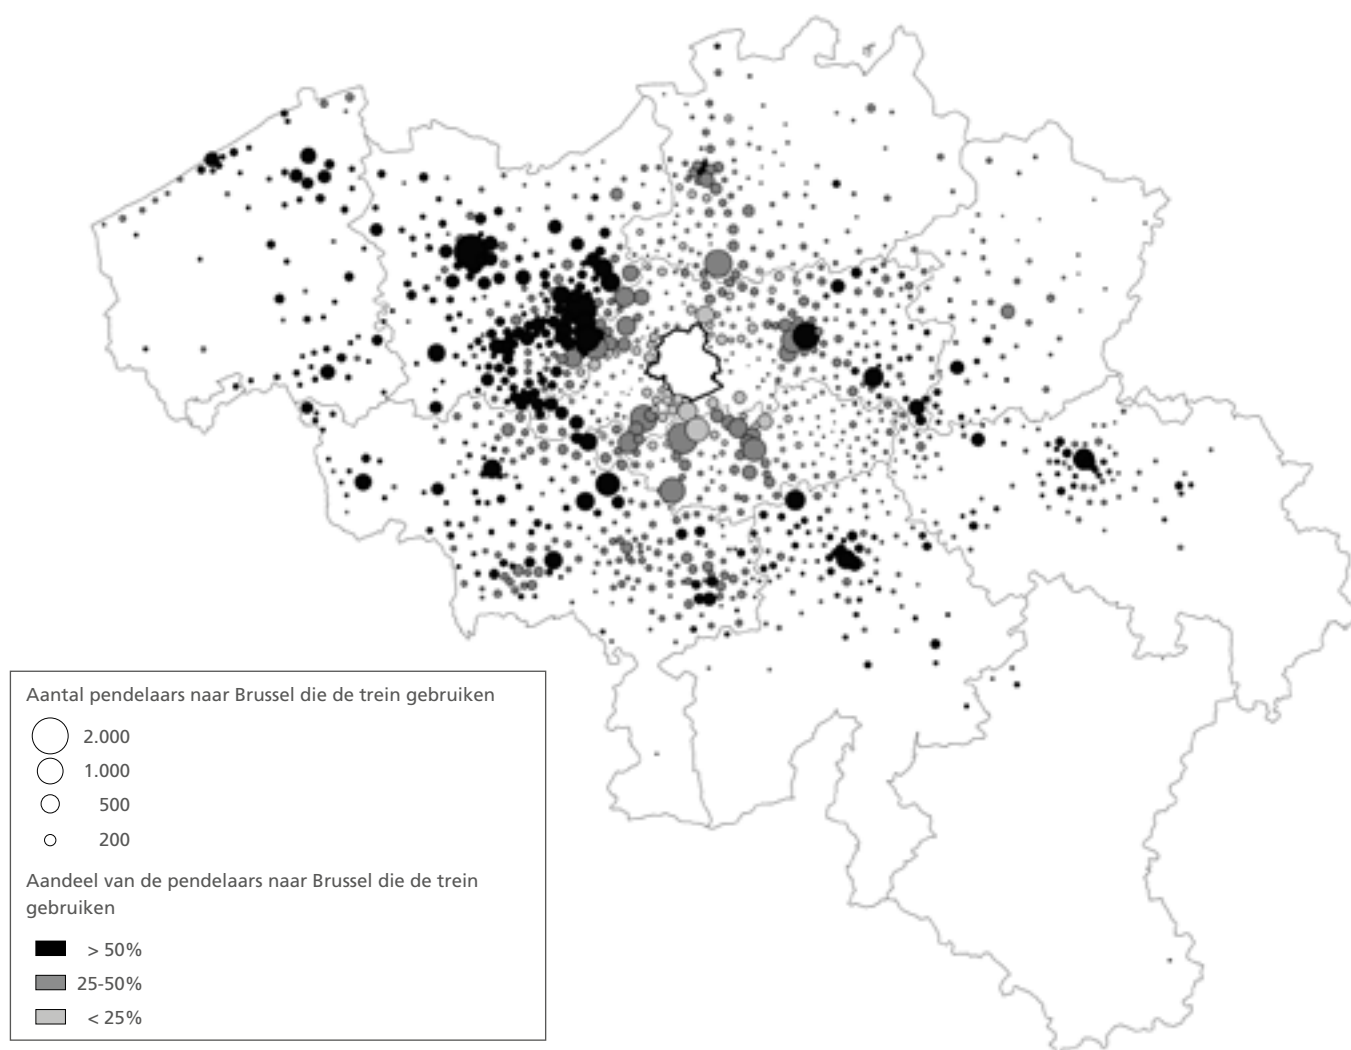 Aantal pendelaars naar Brussel die de trein gebruiken
2.000
1.000
500
200
Aandeel van de pendelaars naar Brussel die de trein
gebruiken
> 50%
25-50%
< 25%